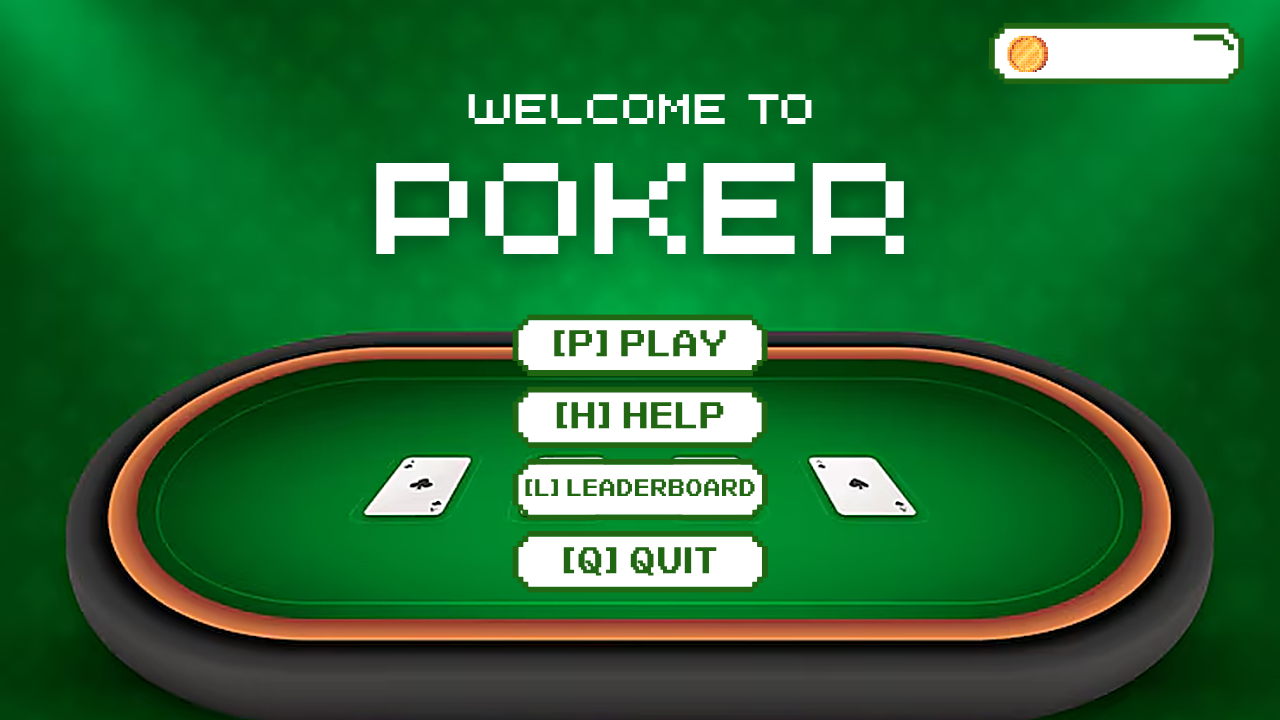 WELCOME TO
POKER
[P] PLAY
[H] HELP
[L] LEADERBOARD
[Q] QUIT